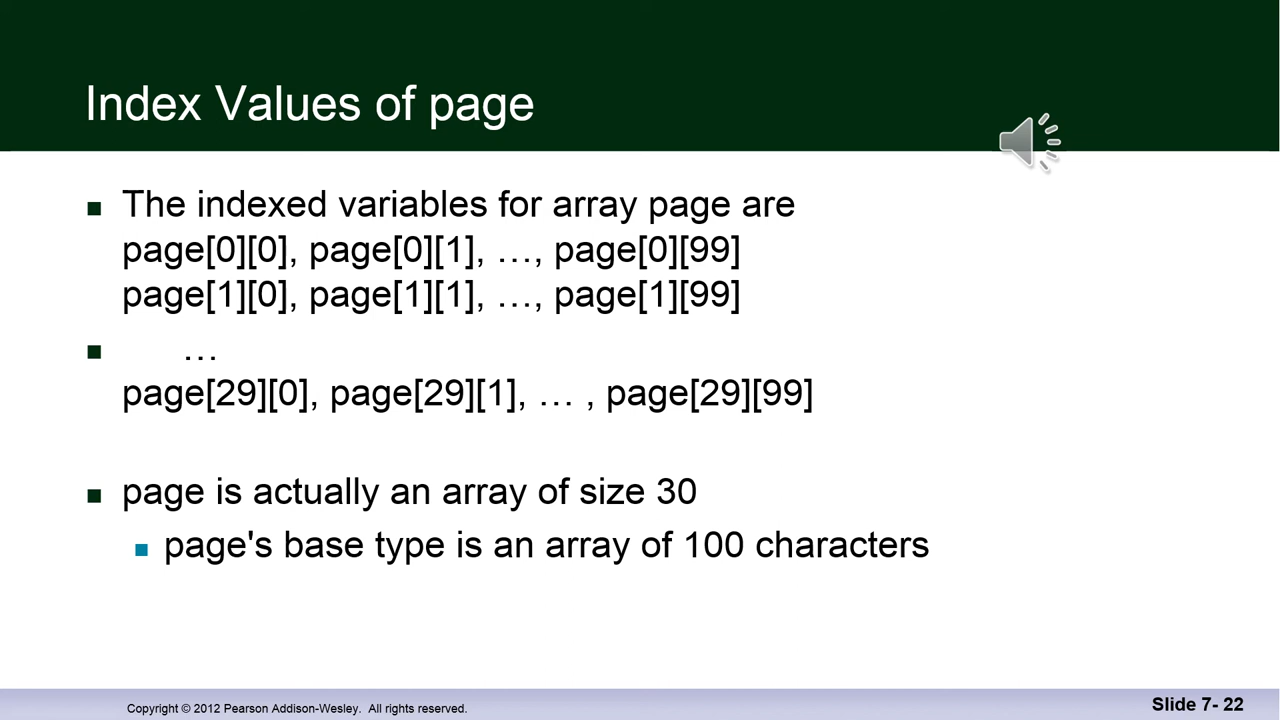 Index Values of page
The indexed variables for array page are
page[0][0], page[0][1], …, page[0][99]
page[1][0], page[1][1], …, page[1][99]
…
page[29][0], page[29][1], … , page[29][99]
page is actually an array of size 30
page's base type is an array of 100 characters
Copyright © 2012 Pearson Addison-Wesley. All rights reserved.
Slide 7- 22